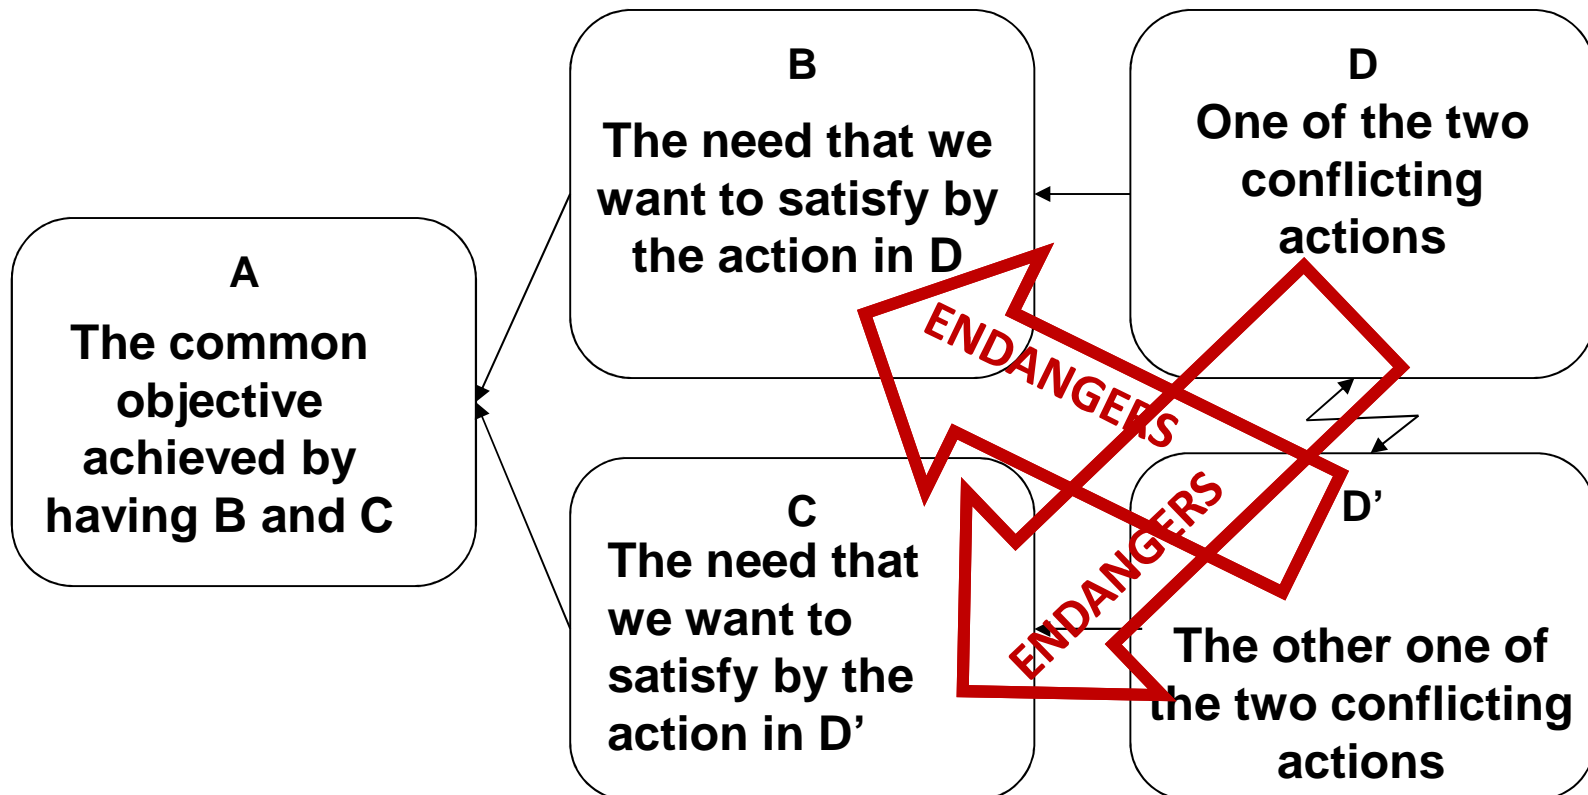 A
The common
objective
achieved by
having B and C
B
The need that we
want to satisfy by
the action in D
C
The need that
we want to
satisfy by the
action in D’
D
One of the two
conflicting
actions
D’
The other one of
the two conflicting
actions
ENDANGERS
ENDANGERS